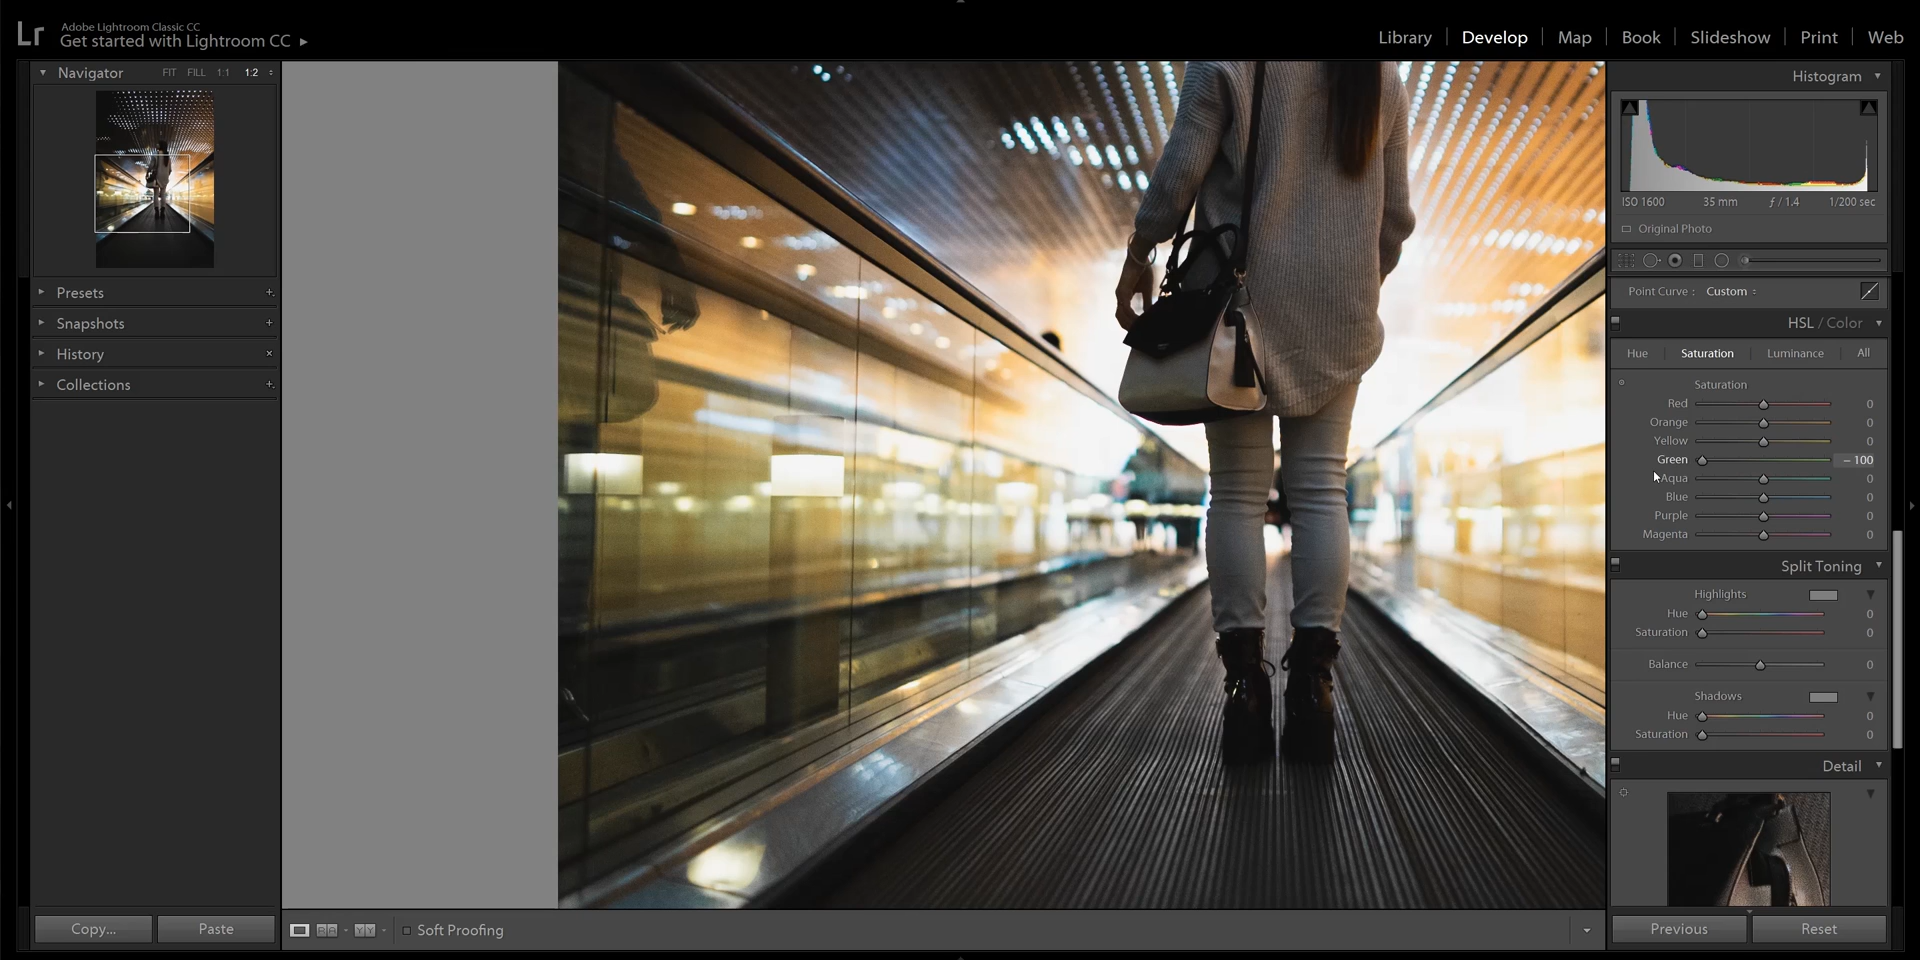 Lr
Adobe Lightroom Classic CC
Get started with Lightroom CC
Library Develop Map Book Slideshow Print Web
Navigator FIT FILL 1:1 1:2
Presets
Snapshots
History
Collections
Copy... Paste
Soft Proofing
Histogram
ISO 1600 35 mm ƒ / 1.4 1/200 sec
Original Photo
Point Curve : Custom
HSL / Color
Hue Saturation Luminance All
Saturation
Red 0
Orange 0
Yellow 0
Green – 100
Aqua 0
Blue 0
Purple 0
Magenta 0
Split Toning
Highlights
Hue 0
Saturation 0
Balance 0
Shadows
Hue 0
Saturation 0
Detail
Previous Reset